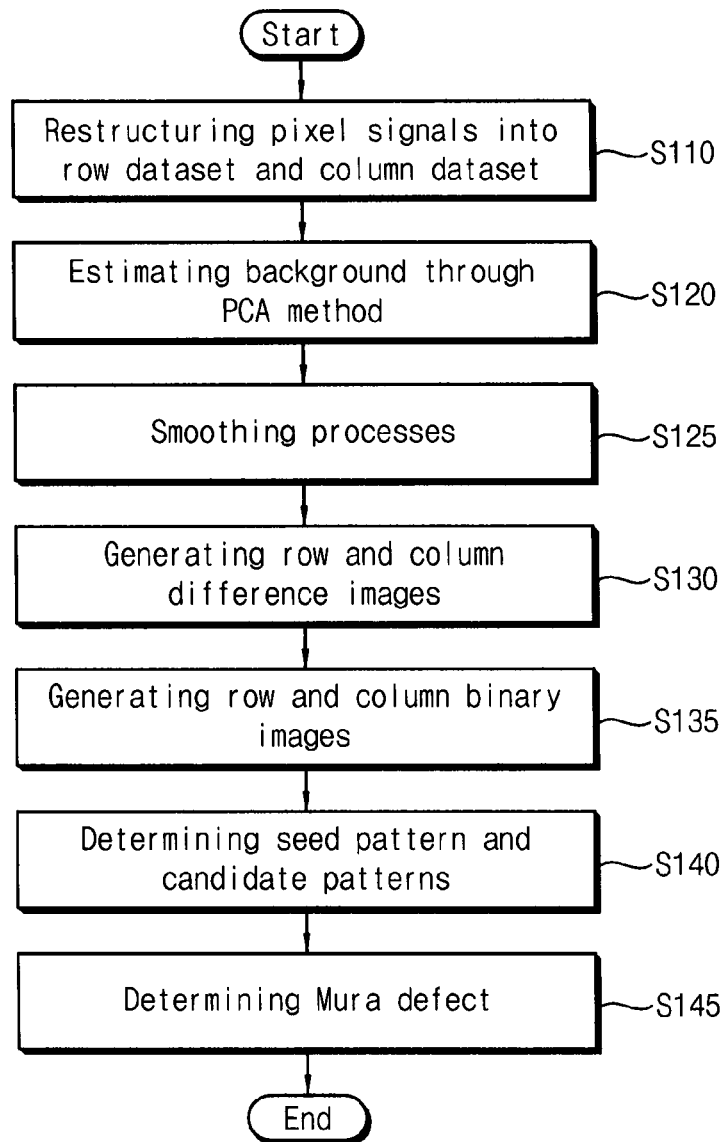 Start
Restructuring pixel signals into
row dataset and column dataset
S110
Estimating background through
PCA method
S120
Smoothing processes
S125
Generating row and column
difference images
S130
Generating row and column binary
images
S135
Determining seed pattern and
candidate patterns
S140
Determining Mura defect
S145
End